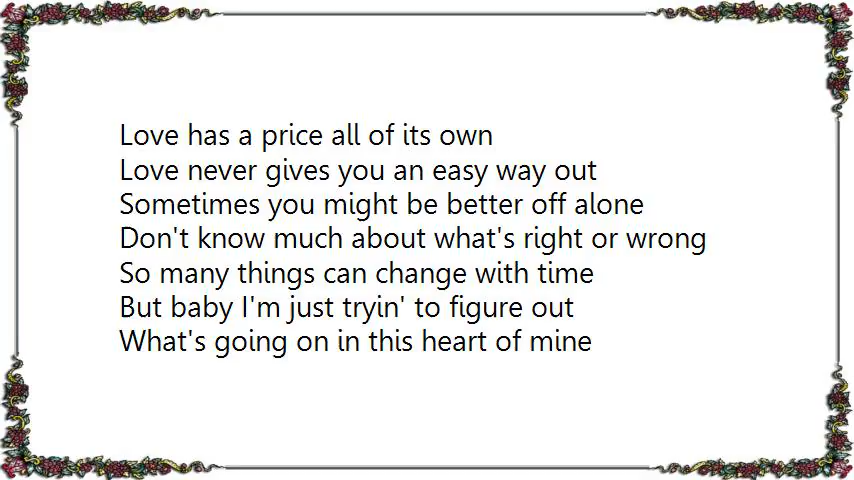 Love has a price all of its own
Love never gives you an easy way out
Sometimes you might be better off alone
Don't know much about what's right or wrong
So many things can change with time
But baby I'm just tryin' to figure out
What's going on in this heart of mine